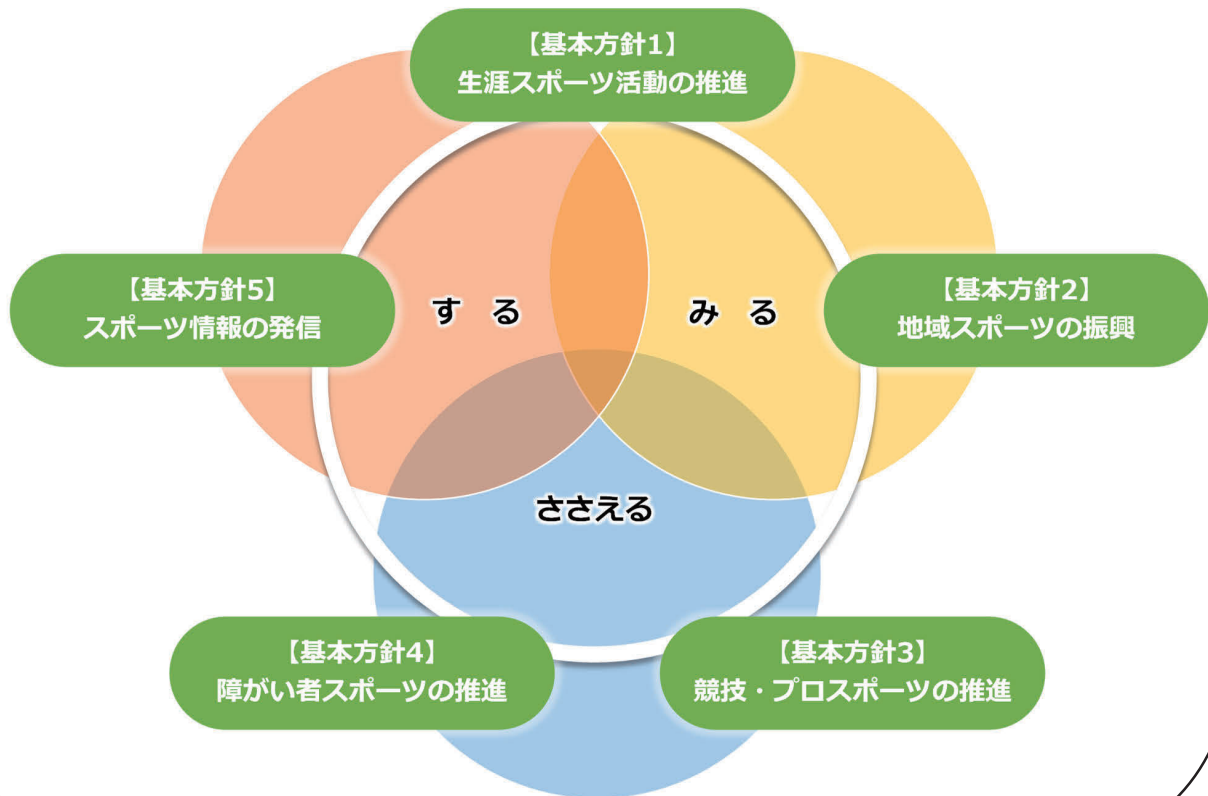 【基本方針1】
生涯スポーツ活動の推進
【基本方針5】
スポーツ情報の発信
する
みる
【基本方針2】
地域スポーツの振興
ささえる
【基本方針4】
障がい者スポーツの推進
【基本方針3】
競技・プロスポーツの推進